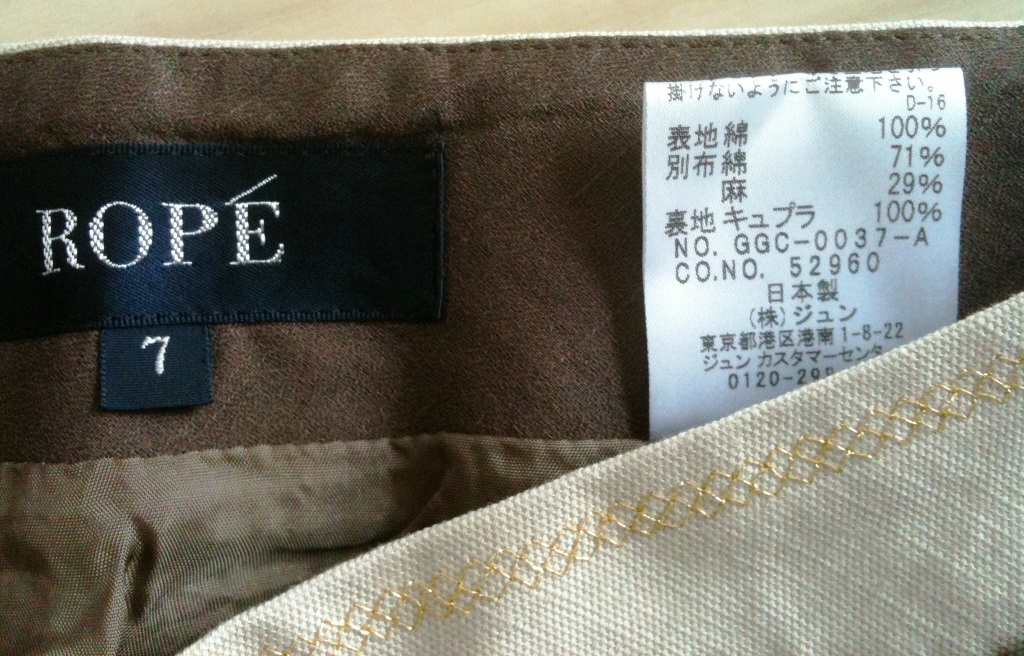 ROPÉ
7
掛けないようにご注意下さい。
D-16
表地 綿 100%
別布 綿 71%
麻 29%
裏地 キュプラ 100%
NO. GGC-0037-A
CO.NO. 52960
日本製
(株)ジュン
東京都港区港南1-8-22
ジュン カスタマーセンター
0120-298